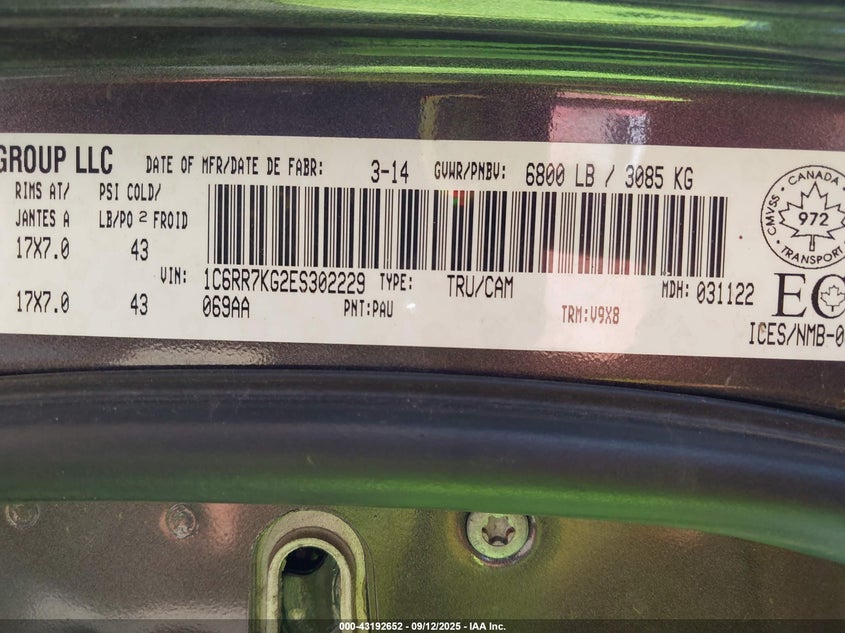 GROUP LLC DATE OF MFR/DATE DE FABR: 3-14 GVWR/PNBV: 6800 LB / 3085 KG
RIMS AT/ PSI COLD/
JANTES A LB/PO 2 FROID
17X7.0 43
VIN: 1C6RR7KG2ES302229 TYPE: TRU/CAM MDH: 031122
17X7.0 43 069AA PNT:PAU TRM:V9X8
CANADA
CMVSS 972
TRANSPORT
ICES/NMB-0
000-43192652 - 09/12/2025 - IAA Inc.